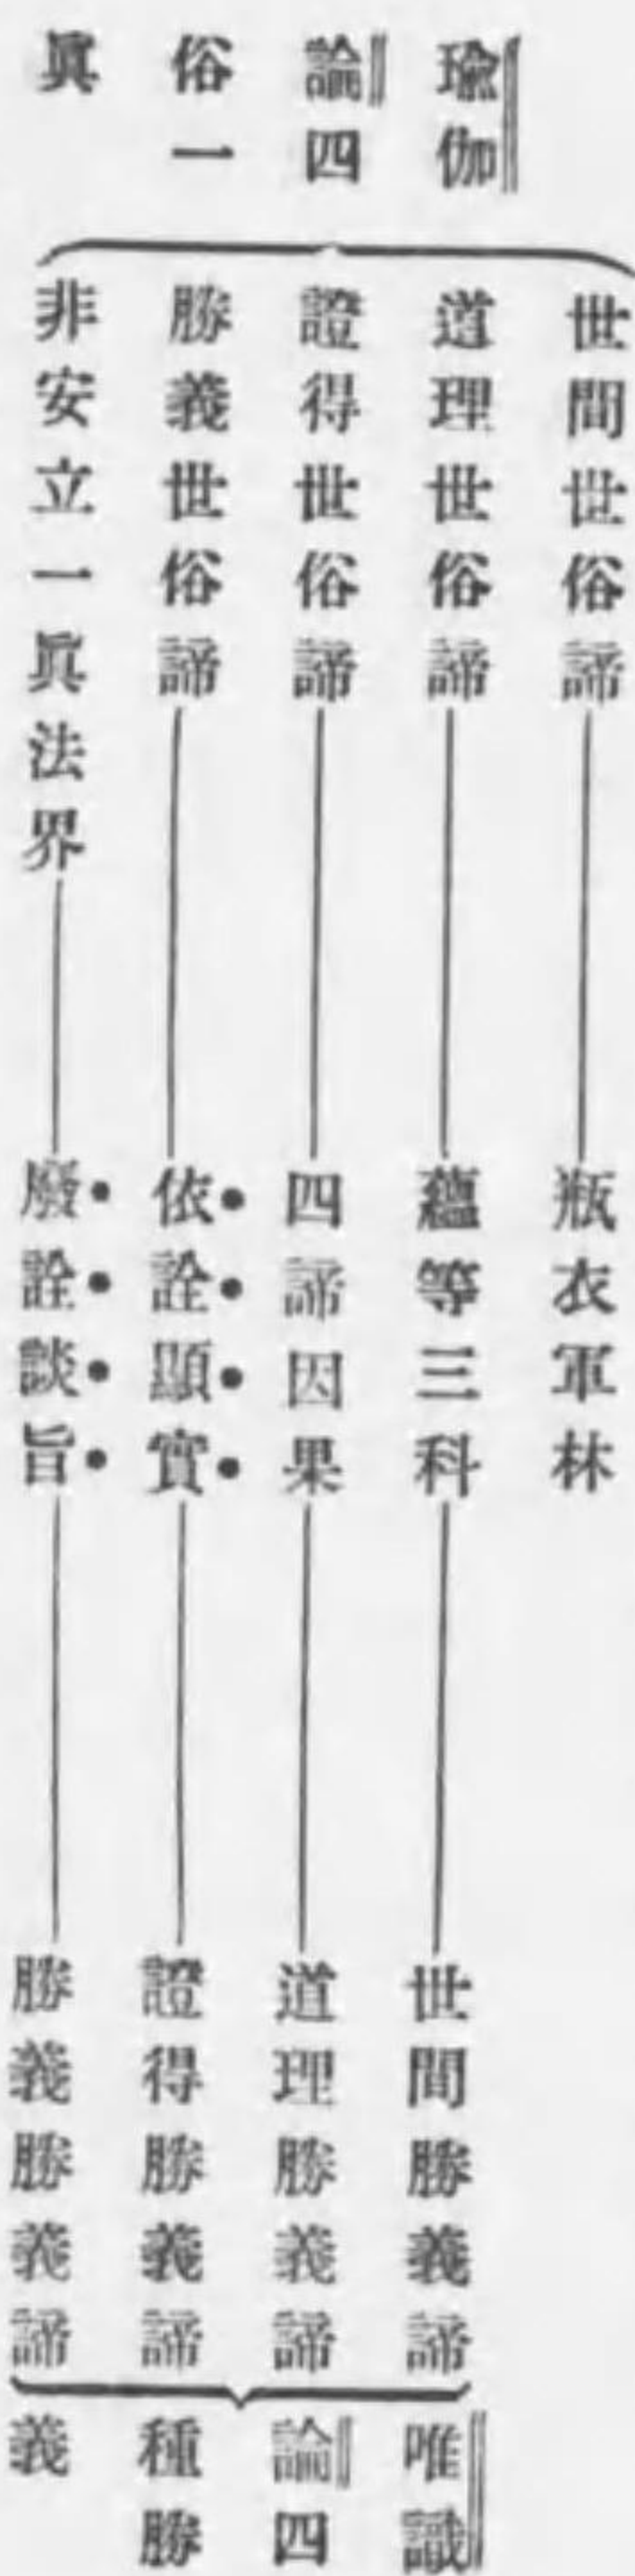 瑜伽
論四
俗一
眞
世間世俗諦
瓶衣軍林
道理世俗諦
蘊等三科
世間勝義諦
證得世俗諦
四諦因果
道理勝義諦
勝義世俗諦
依詮顯實
證得勝義諦
非安立一眞法界
廢詮談旨
勝義勝義諦
唯識
論四
種勝
義